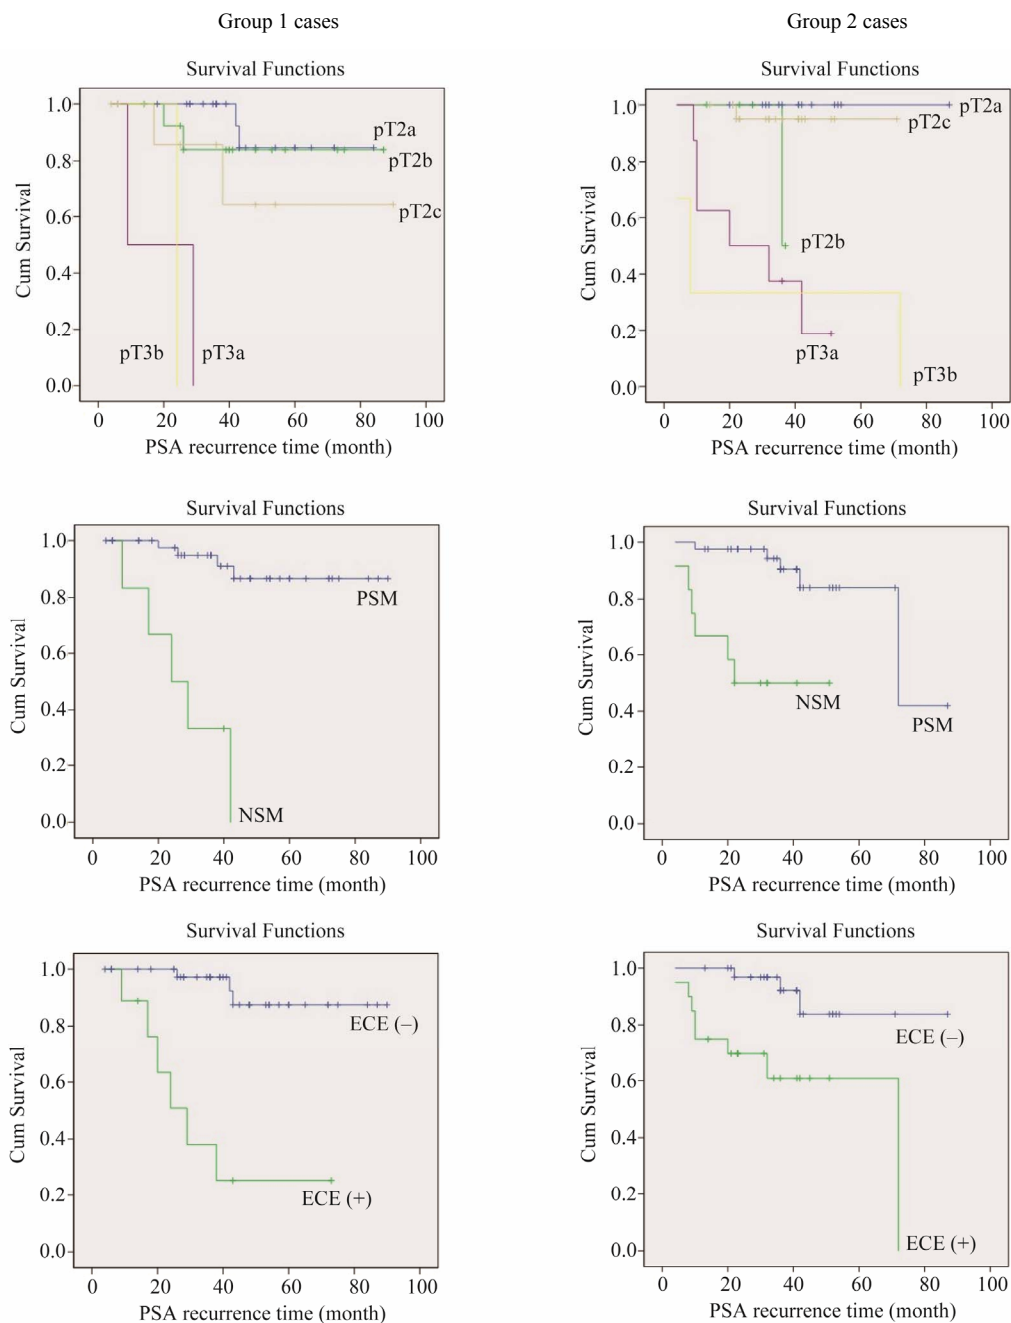 Group 1 cases
Group 2 cases
Survival Functions
1.0
0.8
0.6
0.4
0.2
0.0
Cum Survival
pT2a
pT2b
pT2c
pT3b
pT3a
0
20
40
60
80
100
PSA recurrence time (month)
Survival Functions
1.0
0.8
0.6
0.4
0.2
0.0
Cum Survival
pT2a
pT2c
pT2b
pT3a
pT3b
0
20
40
60
80
100
PSA recurrence time (month)
Survival Functions
1.0
0.8
0.6
0.4
0.2
0.0
Cum Survival
PSM
NSM
0
20
40
60
80
100
PSA recurrence time (month)
Survival Functions
1.0
0.8
0.6
0.4
0.2
0.0
Cum Survival
NSM
PSM
0
20
40
60
80
100
PSA recurrence time (month)
Survival Functions
1.0
0.8
0.6
0.4
0.2
0.0
Cum Survival
ECE (–)
ECE (+)
0
20
40
60
80
100
PSA recurrence time (month)
Survival Functions
1.0
0.8
0.6
0.4
0.2
0.0
Cum Survival
ECE (–)
ECE (+)
0
20
40
60
80
100
PSA recurrence time (month)